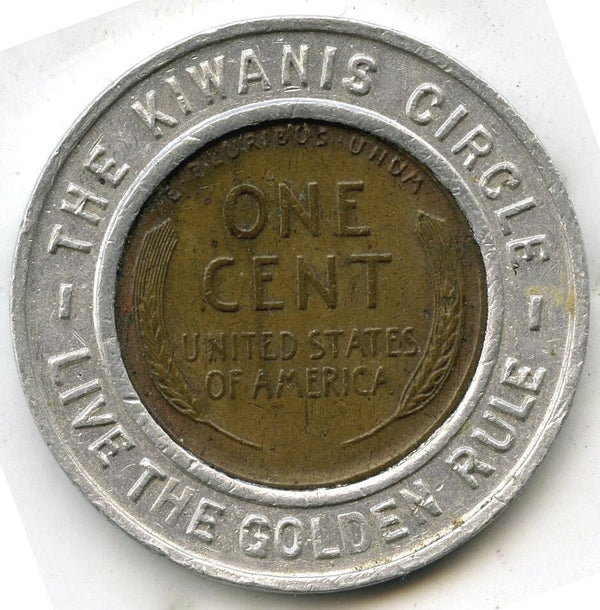 THE KIWANIS CIRCLE
E PLURIBUS UNUM
ONE
CENT
UNITED STATES
OF AMERICA
LIVE THE GOLDEN RULE